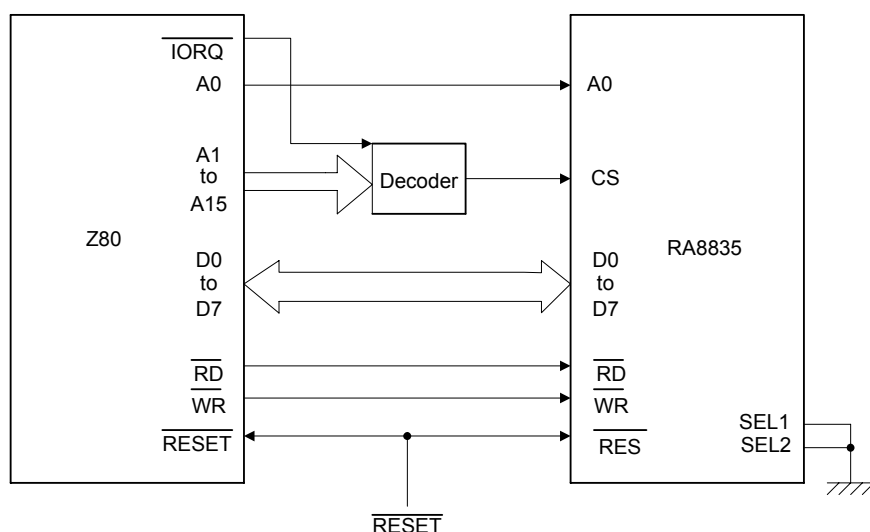 IORQ
A0
A0
A1
to
A15
Decoder
CS
Z80
RA8835
D0
to
D7
D0
to
D7
RD
RD
WR
WR
SEL1
SEL2
RESET
RES
RESET